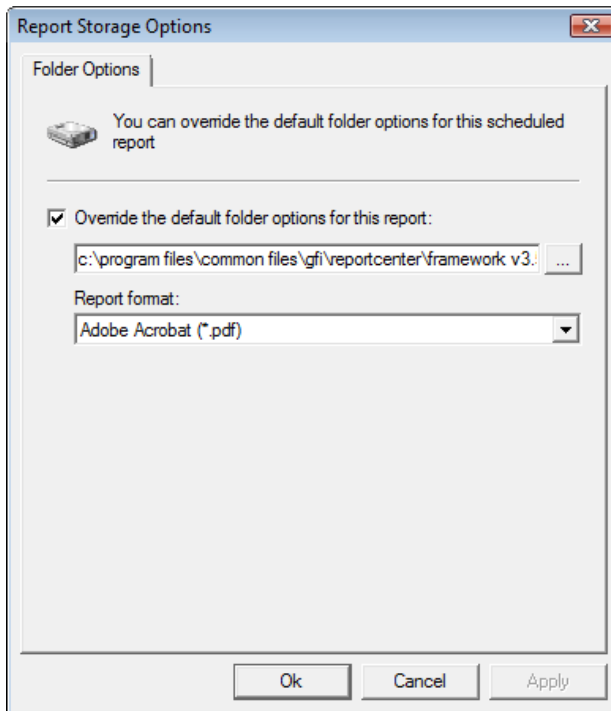 Report Storage Options
Folder Options
You can override the default folder options for this scheduled
report
Override the default folder options for this report:
c:\program files\common files\gfi\reportcenter\framework v3.
...
Report format:
Adobe Acrobat (*.pdf)
Ok
Cancel
Apply